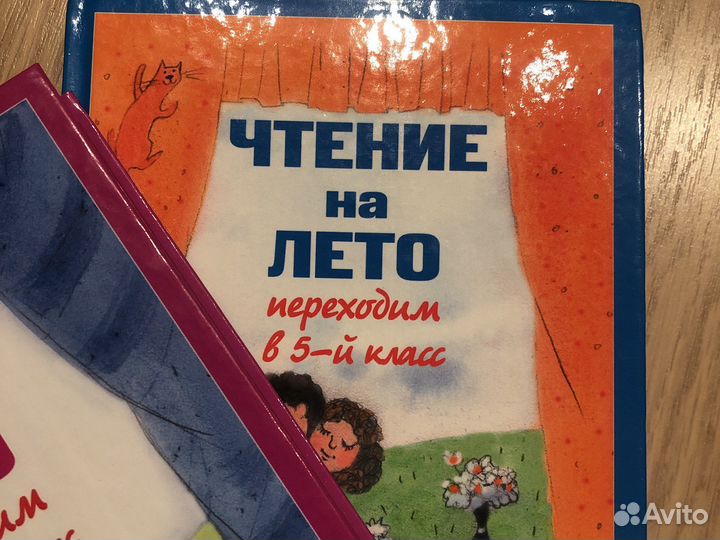 ЧТЕНИЕ
на
ЛЕТО
переходим
в 5-й класс
Avito